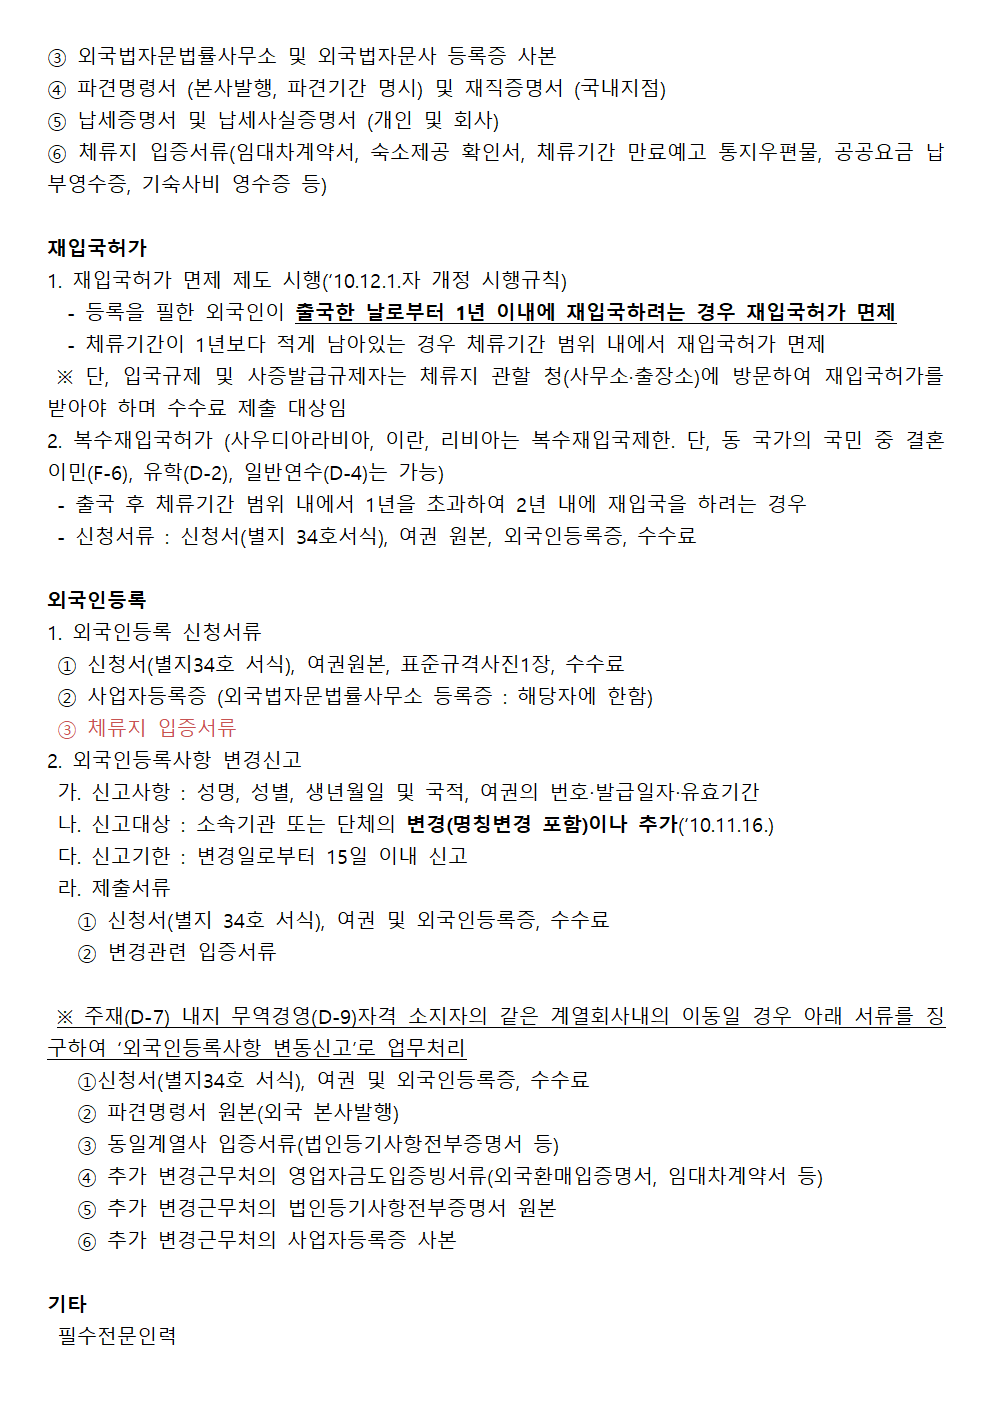 ③ 외국법자문법률사무소 및 외국법자문사 등록증 사본
④ 파견명령서 (본사발행, 파견기간 명시) 및 재직증명서 (국내지점)
⑤ 납세증명서 및 납세사실증명서 (개인 및 회사)
⑥ 체류지 입증서류(임대차계약서, 숙소제공 확인서, 체류기간 만료예고 통지우편물, 공공요금 납
부영수증, 기숙사비 영수증 등)
재입국허가
1. 재입국허가 면제 제도 시행(‘10.12.1.자 개정 시행규칙)
- 등록을 필한 외국인이 출국한 날로부터 1년 이내에 재입국하려는 경우 재입국허가 면제
- 체류기간이 1년보다 적게 남아있는 경우 체류기간 범위 내에서 재입국허가 면제
※ 단, 입국규제 및 사증발급규제자는 체류지 관할 청(사무소·출장소)에 방문하여 재입국허가를
받아야 하며 수수료 제출 대상임
2. 복수재입국허가 (사우디아라비아, 이란, 리비아는 복수재입국제한. 단, 동 국가의 국민 중 결혼
이민(F-6), 유학(D-2), 일반연수(D-4)는 가능)
- 출국 후 체류기간 범위 내에서 1년을 초과하여 2년 내에 재입국을 하려는 경우
- 신청서류 : 신청서(별지 34호서식), 여권 원본, 외국인등록증, 수수료
외국인등록
1. 외국인등록 신청서류
① 신청서(별지34호 서식), 여권원본, 표준규격사진1장, 수수료
② 사업자등록증 (외국법자문법률사무소 등록증 : 해당자에 한함)
③ 체류지 입증서류
2. 외국인등록사항 변경신고
가. 신고사항 : 성명, 성별, 생년월일 및 국적, 여권의 번호·발급일자·유효기간
나. 신고대상 : 소속기관 또는 단체의 변경(명칭변경 포함)이나 추가(‘10.11.16.)
다. 신고기한 : 변경일로부터 15일 이내 신고
라. 제출서류
① 신청서(별지 34호 서식), 여권 및 외국인등록증, 수수료
② 변경관련 입증서류
※ 주재(D-7) 내지 무역경영(D-9)자격 소지자의 같은 계열회사내의 이동일 경우 아래 서류를 징
구하여 ‘외국인등록사항 변동신고’로 업무처리
①신청서(별지34호 서식), 여권 및 외국인등록증, 수수료
② 파견명령서 원본(외국 본사발행)
③ 동일계열사 입증서류(법인등기사항전부증명서 등)
④ 추가 변경근무처의 영업자금도입증빙서류(외국환매입증명서, 임대차계약서 등)
⑤ 추가 변경근무처의 법인등기사항전부증명서 원본
⑥ 추가 변경근무처의 사업자등록증 사본
기타
필수전문인력